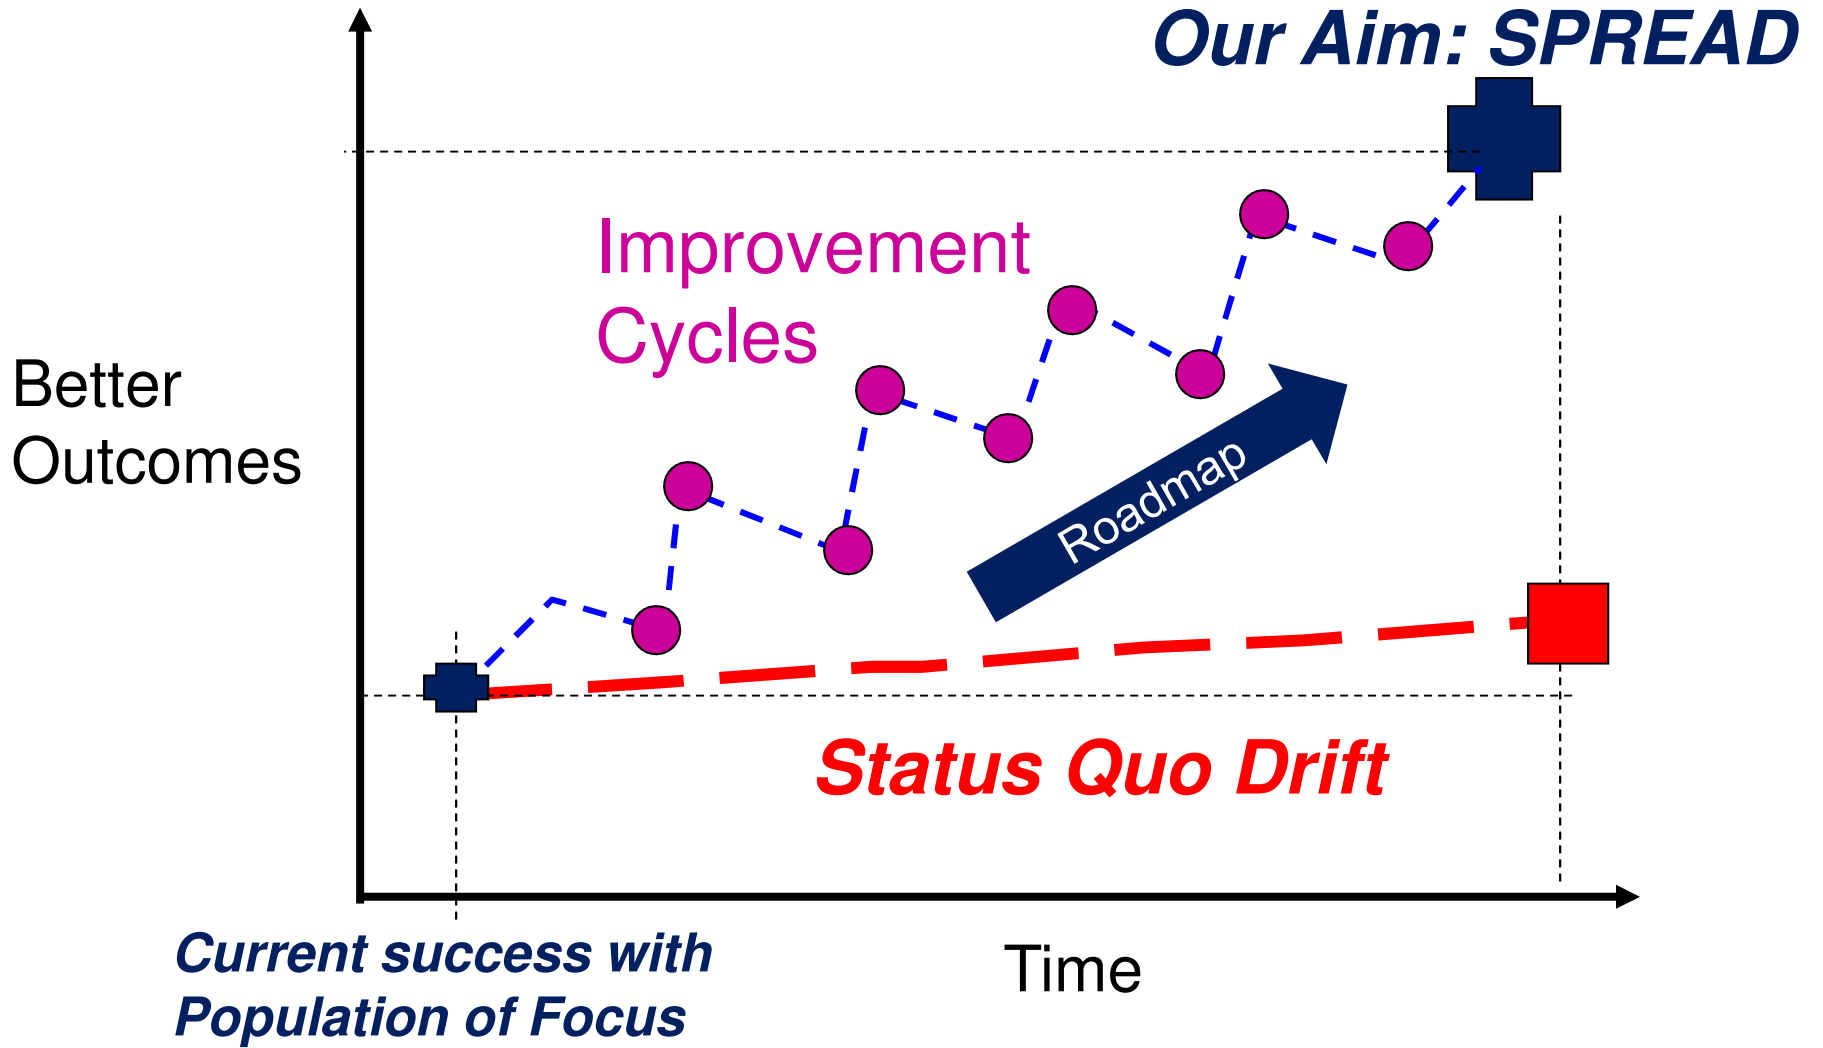 Our Aim: SPREAD
Improvement
Cycles
Better
Outcomes
Roadmap
Status Quo Drift
Current success with
Population of Focus
Time